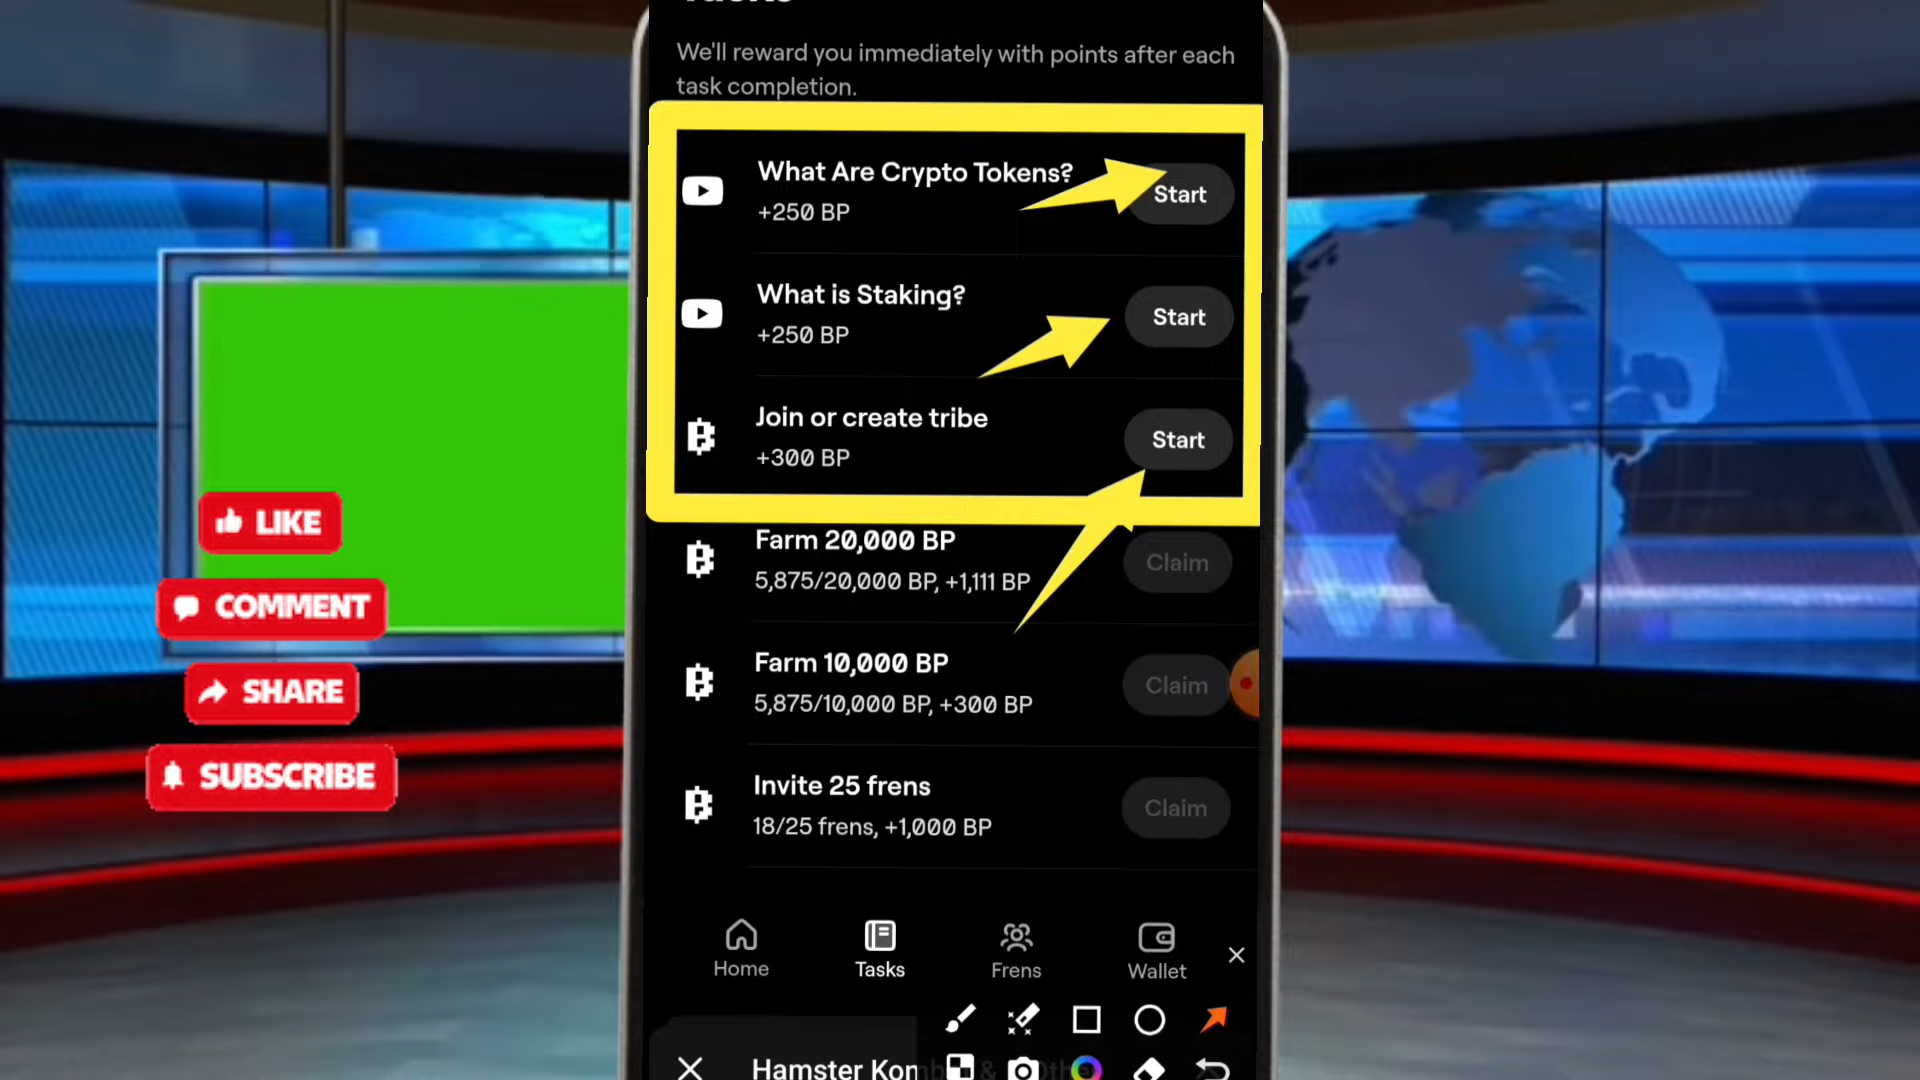 Tasks
We'll reward you immediately with points after each
task completion.
What Are Crypto Tokens?
+250 BP
Start
What is Staking?
+250 BP
Start
Join or create tribe
+300 BP
Start
Farm 20,000 BP
5,875/20,000 BP, +1,111 BP
Claim
Farm 10,000 BP
5,875/10,000 BP, +300 BP
Claim
Invite 25 frens
18/25 frens, +1,000 BP
Claim
Home
Tasks
Frens
Wallet
Hamster
LIKE
COMMENT
SHARE
SUBSCRIBE